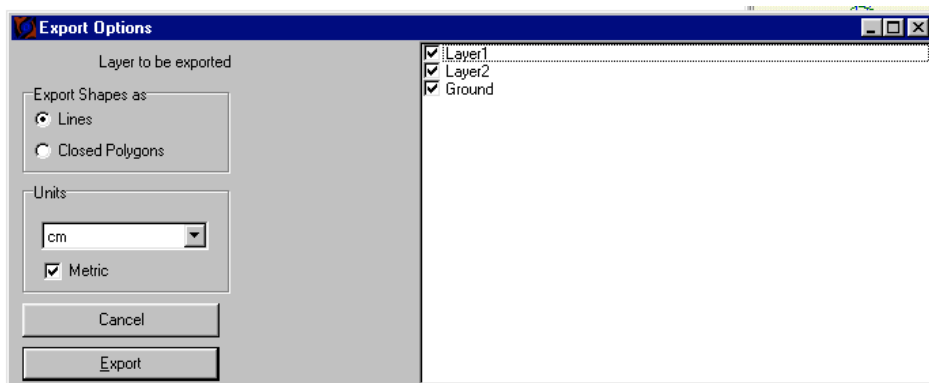 Export Options
Layer to be exported
Export Shapes as
Lines
Closed Polygons
Units
cm
Metric
Cancel
Export
Layer1
Layer2
Ground